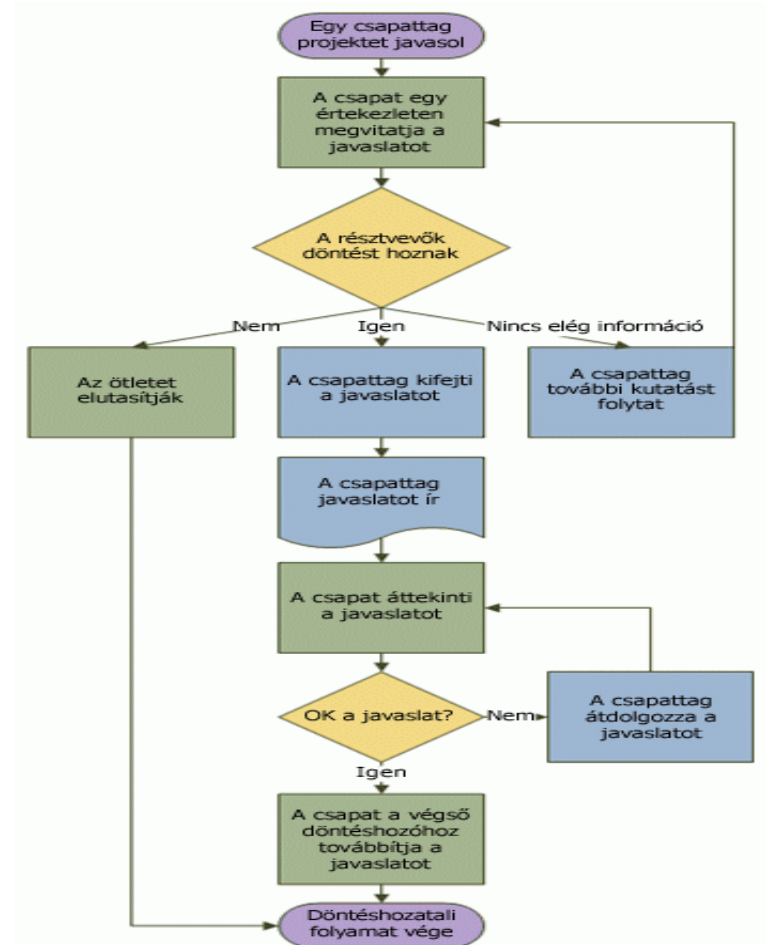 Egy csapattag
projektet javasol
A csapat egy
értekezleten
megvitatja a
javaslatot
A résztvevők
döntést hoznak
Nem
Igen
Nincs elég információ
Az ötletet
elutasítják
A csapattag kifejti
a javaslatot
A csapattag
további kutatást
folytat
A csapattag
javaslatot ír
A csapat áttekinti
a javaslatot
OK a javaslat?
Nem
A csapattag
átdolgozza a
javaslatot
Igen
A csapat a végső
döntéshozóhoz
továbbítja a
javaslatot
Döntéshozatali
folyamat vége